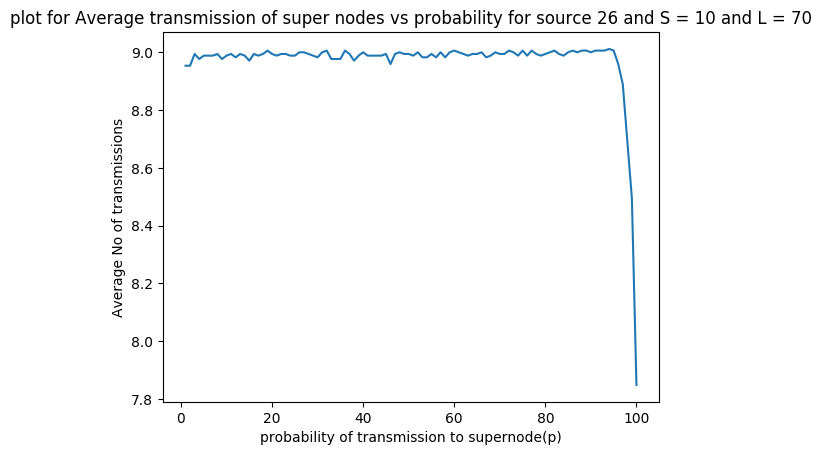 plot for Average transmission of super nodes vs probability for source 26 and S = 10 and L = 70
Average No of transmissions
9.0
8.8
8.6
8.4
8.2
8.0
7.8
0 20 40 60 80 100
probability of transmission to supernode(p)